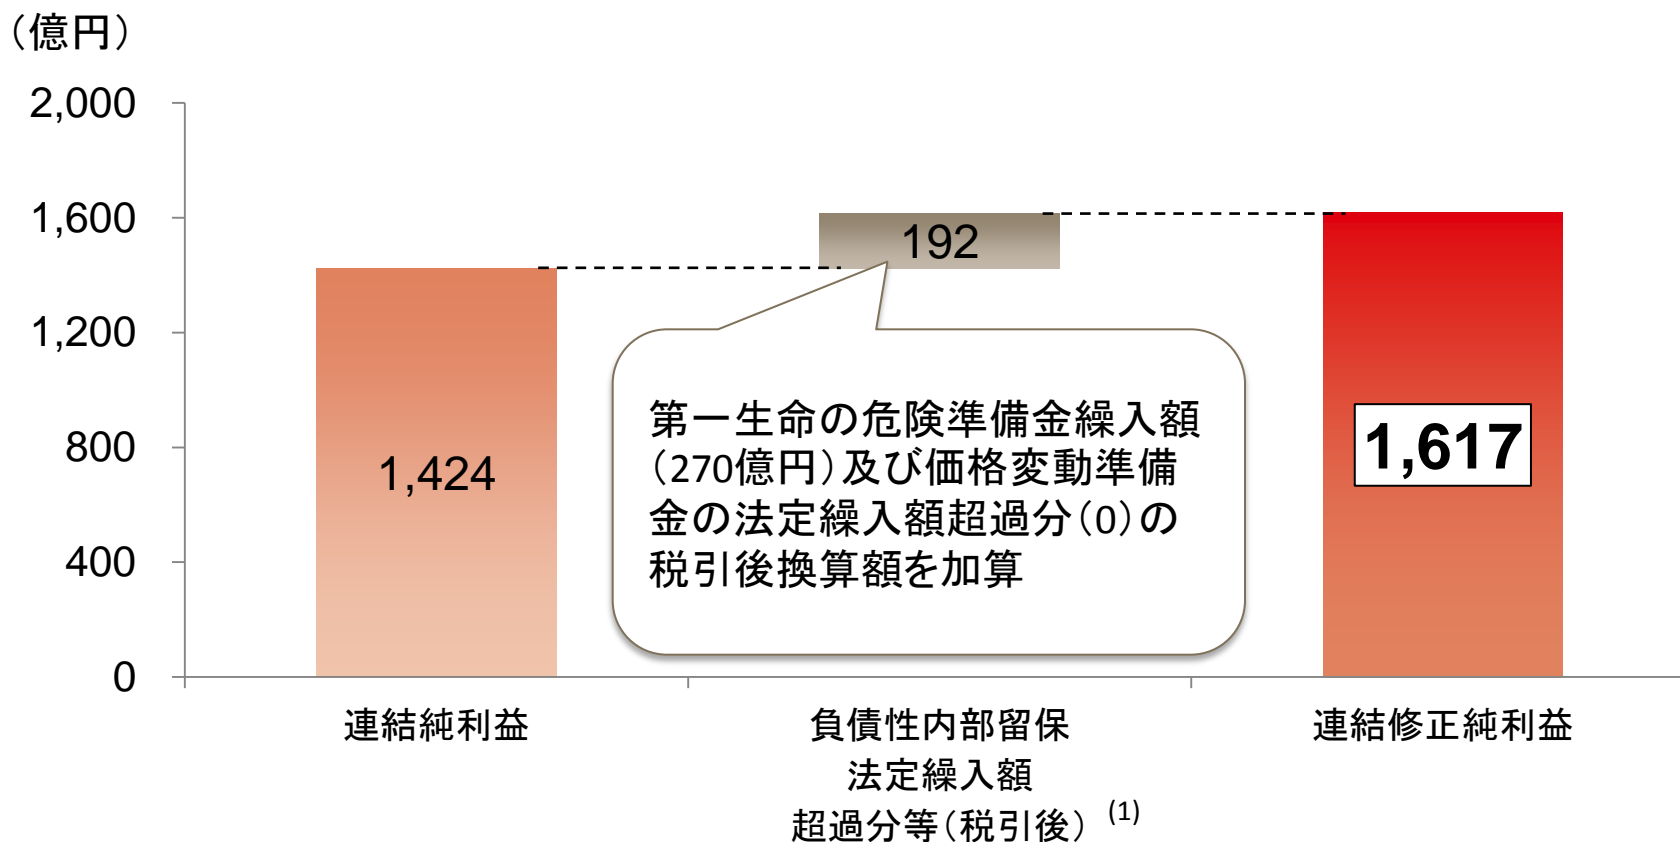 （億円）
2,000
1,600
1,200
800
400
0
1,424
192
1,617
第一生命の危険準備金繰入額
（270億円）及び価格変動準備
金の法定繰入額超過分（0）の
税引後換算額を加算
連結純利益
負債性内部留保
法定繰入額
超過分等（税引後） (1)
連結修正純利益